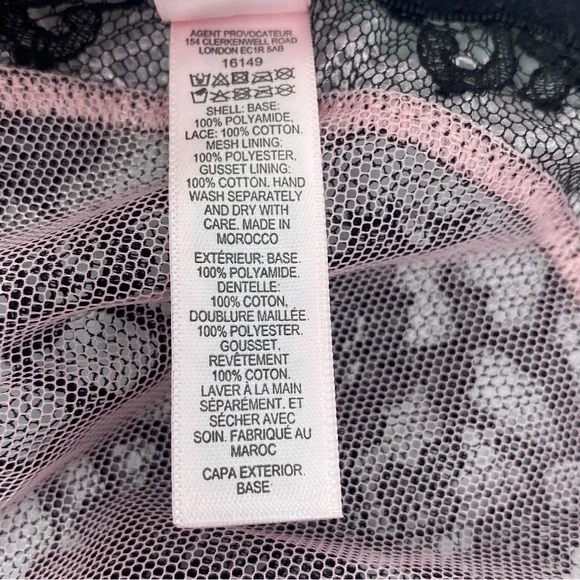 AGENT PROVOCATEUR
154 CLERKENWELL ROAD
LONDON EC1R 5AB
16149
SHELL: BASE:
100% POLYAMIDE,
LACE: 100% COTTON.
MESH LINING:
100% POLYESTER,
GUSSET LINING:
100% COTTON. HAND
WASH SEPARATELY
AND DRY WITH
CARE. MADE IN
MOROCCO
EXTÉRIEUR: BASE.
100% POLYAMIDE.
DENTELLE:
100% COTON,
DOUBLURE MAILLÉE.
100% POLYESTER.
GOUSSET,
REVÊTEMENT
100% COTON.
LAVER À LA MAIN
SÉPARÉMENT. ET
SÉCHER AVEC
SOIN. FABRIQUÉ AU
MAROC
CAPA EXTERIOR.
BASE